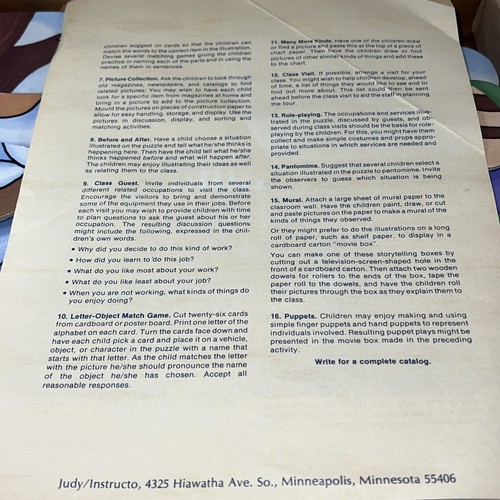 children suggest on cards so that the children can
match the words to the correct item in the illustration.
Devise several matching games giving the children
practice in naming each of the parts and in using the
names of them in sentences.
7. Picture Collection. Ask the children to look through
old magazines, newspapers, and catalogs to find
related pictures. You may wish to have each child
look for a specific item from magazines at home and
bring in a picture to add to the picture collection.
Mount the pictures on pieces of construction paper to
allow for easy handling, storage, and display. Use the
pictures in discussion, display, and sorting and
matching activities.
8. Before and After. Have a child choose a situation
illustrated on the puzzle and tell what he/she thinks is
happening here. Then have the child tell what he/she
thinks happened before and what will happen after.
The children may enjoy illustrating their ideas as well
as relating them to the class.
9. Class Guest. Invite individuals from several
different related occupations to visit the class.
Encourage the visitors to bring and demonstrate
some of the equipment they use in their jobs. Before
each visit you may wish to provide children with time
to plan questions to ask the guest about his or her
occupation. The resulting discussion questions
might include the following, expressed in the chil-
dren's own words.
• Why did you decide to do this kind of work?
• How did you learn to do this job?
• What do you like most about your work?
• What do you like least about your job?
• When you are not working, what kinds of things do
you enjoy doing?
10. Letter-Object Match Game. Cut twenty-six cards
from cardboard or poster board. Print one letter of the
alphabet on each card. Turn the cards face down and
have each child pick a card and place it on a vehicle,
object, or character in the puzzle with a name that
starts with that letter. As the child matches the letter
with the picture he/she should pronounce the name
of the object he/she has chosen. Accept all
reasonable responses.
11. Many More Kinds. Have one of the children draw
or find a picture and paste this at the top of a piece of
chart paper. Then have the children draw or find
pictures of other similar kinds of things and add these
to the chart.
12. Class Visit. If possible, arrange a visit for your
class. You might wish to help children develop, ahead
of time, a list of things they would like to see and to
find out more about. This list could then be sent
ahead before the class visit to aid the staff in planning
the tour.
13. Role-playing. The occupations and services illus-
trated in the puzzle, discussed by guests, and ob-
served during class visits should be the basis for role-
playing by the children. For this, you might have them
collect and make simple costumes and props appro-
priate to situations in which services are needed and
provided.
14. Pantomime. Suggest that several children select a
situation illustrated in the puzzle to pantomime. Invite
the observers to guess which situation is being
shown.
15. Mural. Attach a large sheet of mural paper to the
classroom wall. Have the children paint, draw, or cut
and paste pictures on the paper to make a mural of the
kinds of things they observed.
Or they might prefer to do the illustrations on a long
roll of paper, such as shelf paper, to display in a
cardboard carton "movie box".
You can make one of these storytelling boxes by
cutting out a television-screen-shaped hole in the
front of a cardboard carton. Then attach two wooden
dowels for rollers to the ends of the box, tape the
paper roll to the dowels, and have the children roll
their pictures through the box as they explain them to
the class.
16. Puppets. Children may enjoy making and using
simple finger puppets and hand puppets to represent
individuals involved. Resulting puppet plays might be
presented in the movie box made in the preceding
activity.
Write for a complete catalog.
Judy/Instructo, 4325 Hiawatha Ave. So., Minneapolis, Minnesota 55406